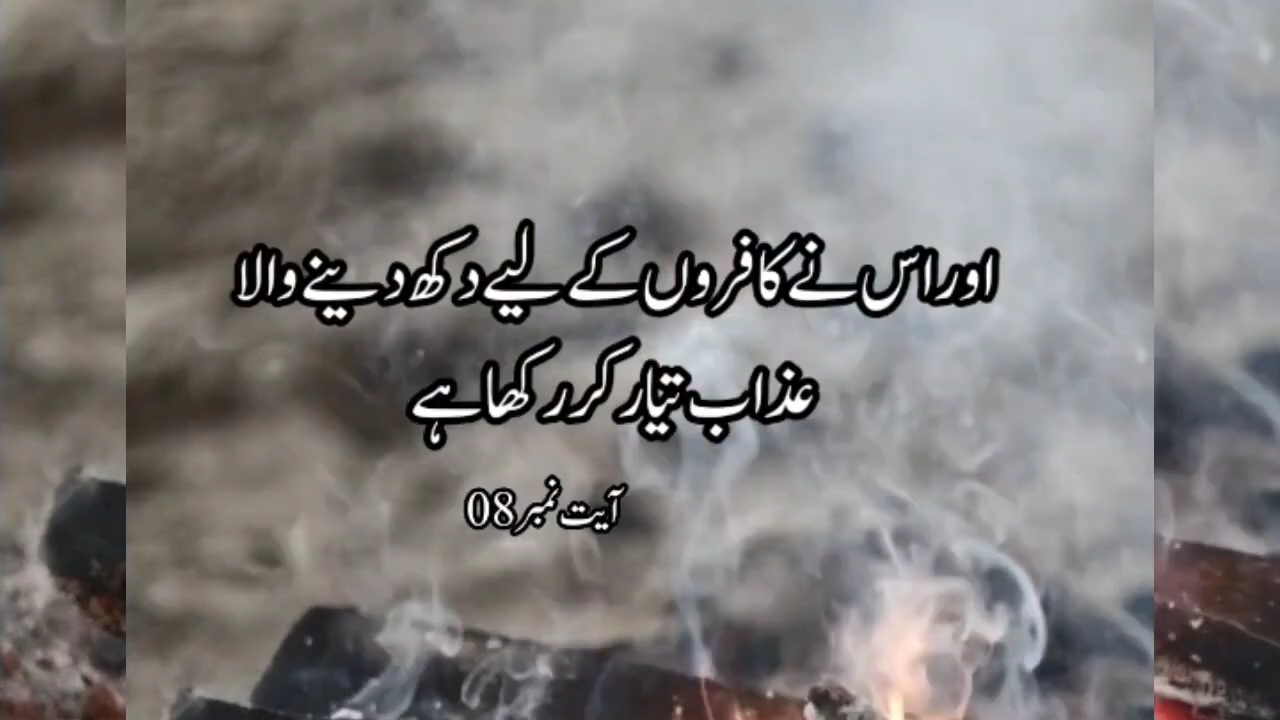 اور اس نے کافروں کے لیے دکھ دینے والا
عذاب تیار کر رکھا ہے
آیت نمبر 08